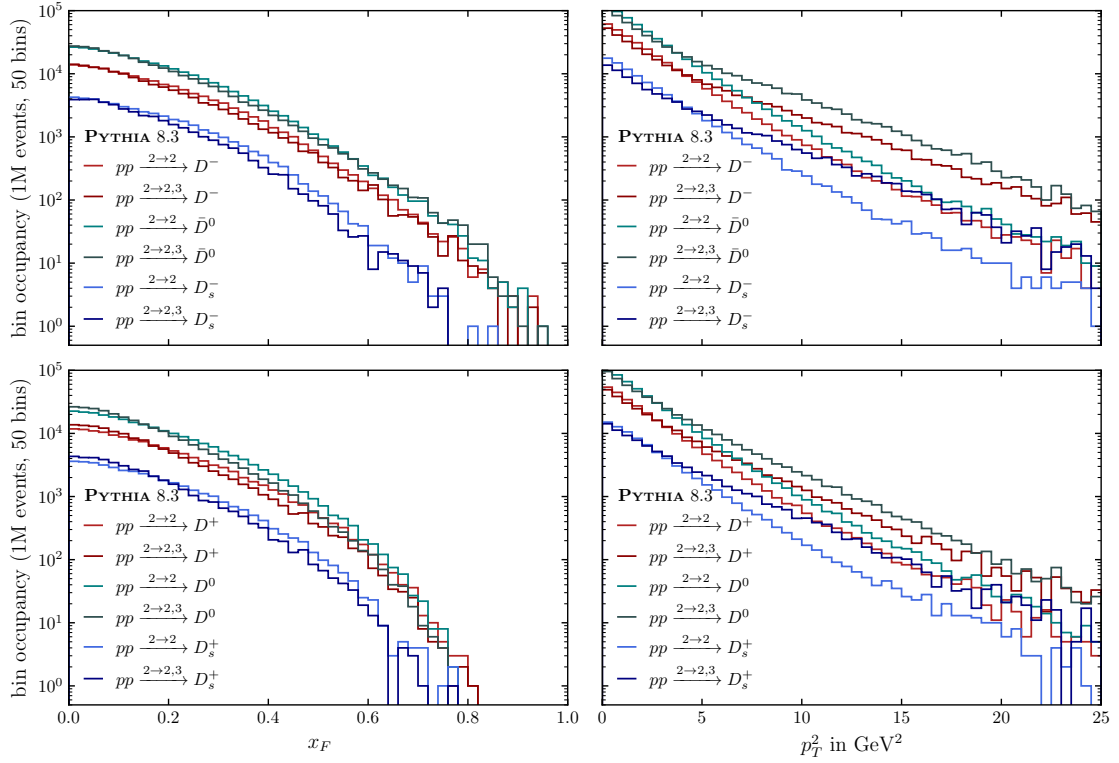 bin occupancy (1M events, 50 bins)
10^5
10^4
10^3
10^2
10^1
10^0
PYTHIA 8.3
pp 2→2 D^−
pp 2→2,3 D^−
pp 2→2 D̄^0
pp 2→2,3 D̄^0
pp 2→2 D_s^−
pp 2→2,3 D_s^−
PYTHIA 8.3
pp 2→2 D^−
pp 2→2,3 D^−
pp 2→2 D̄^0
pp 2→2,3 D̄^0
pp 2→2 D_s^−
pp 2→2,3 D_s^−
bin occupancy (1M events, 50 bins)
10^5
10^4
10^3
10^2
10^1
10^0
PYTHIA 8.3
pp 2→2 D^+
pp 2→2,3 D^+
pp 2→2 D^0
pp 2→2,3 D^0
pp 2→2 D_s^+
pp 2→2,3 D_s^+
0.0 0.2 0.4 0.6 0.8 1.0
x_F
PYTHIA 8.3
pp 2→2 D^+
pp 2→2,3 D^+
pp 2→2 D^0
pp 2→2,3 D^0
pp 2→2 D_s^+
pp 2→2,3 D_s^+
0 5 10 15 20 25
p_T^2 in GeV^2